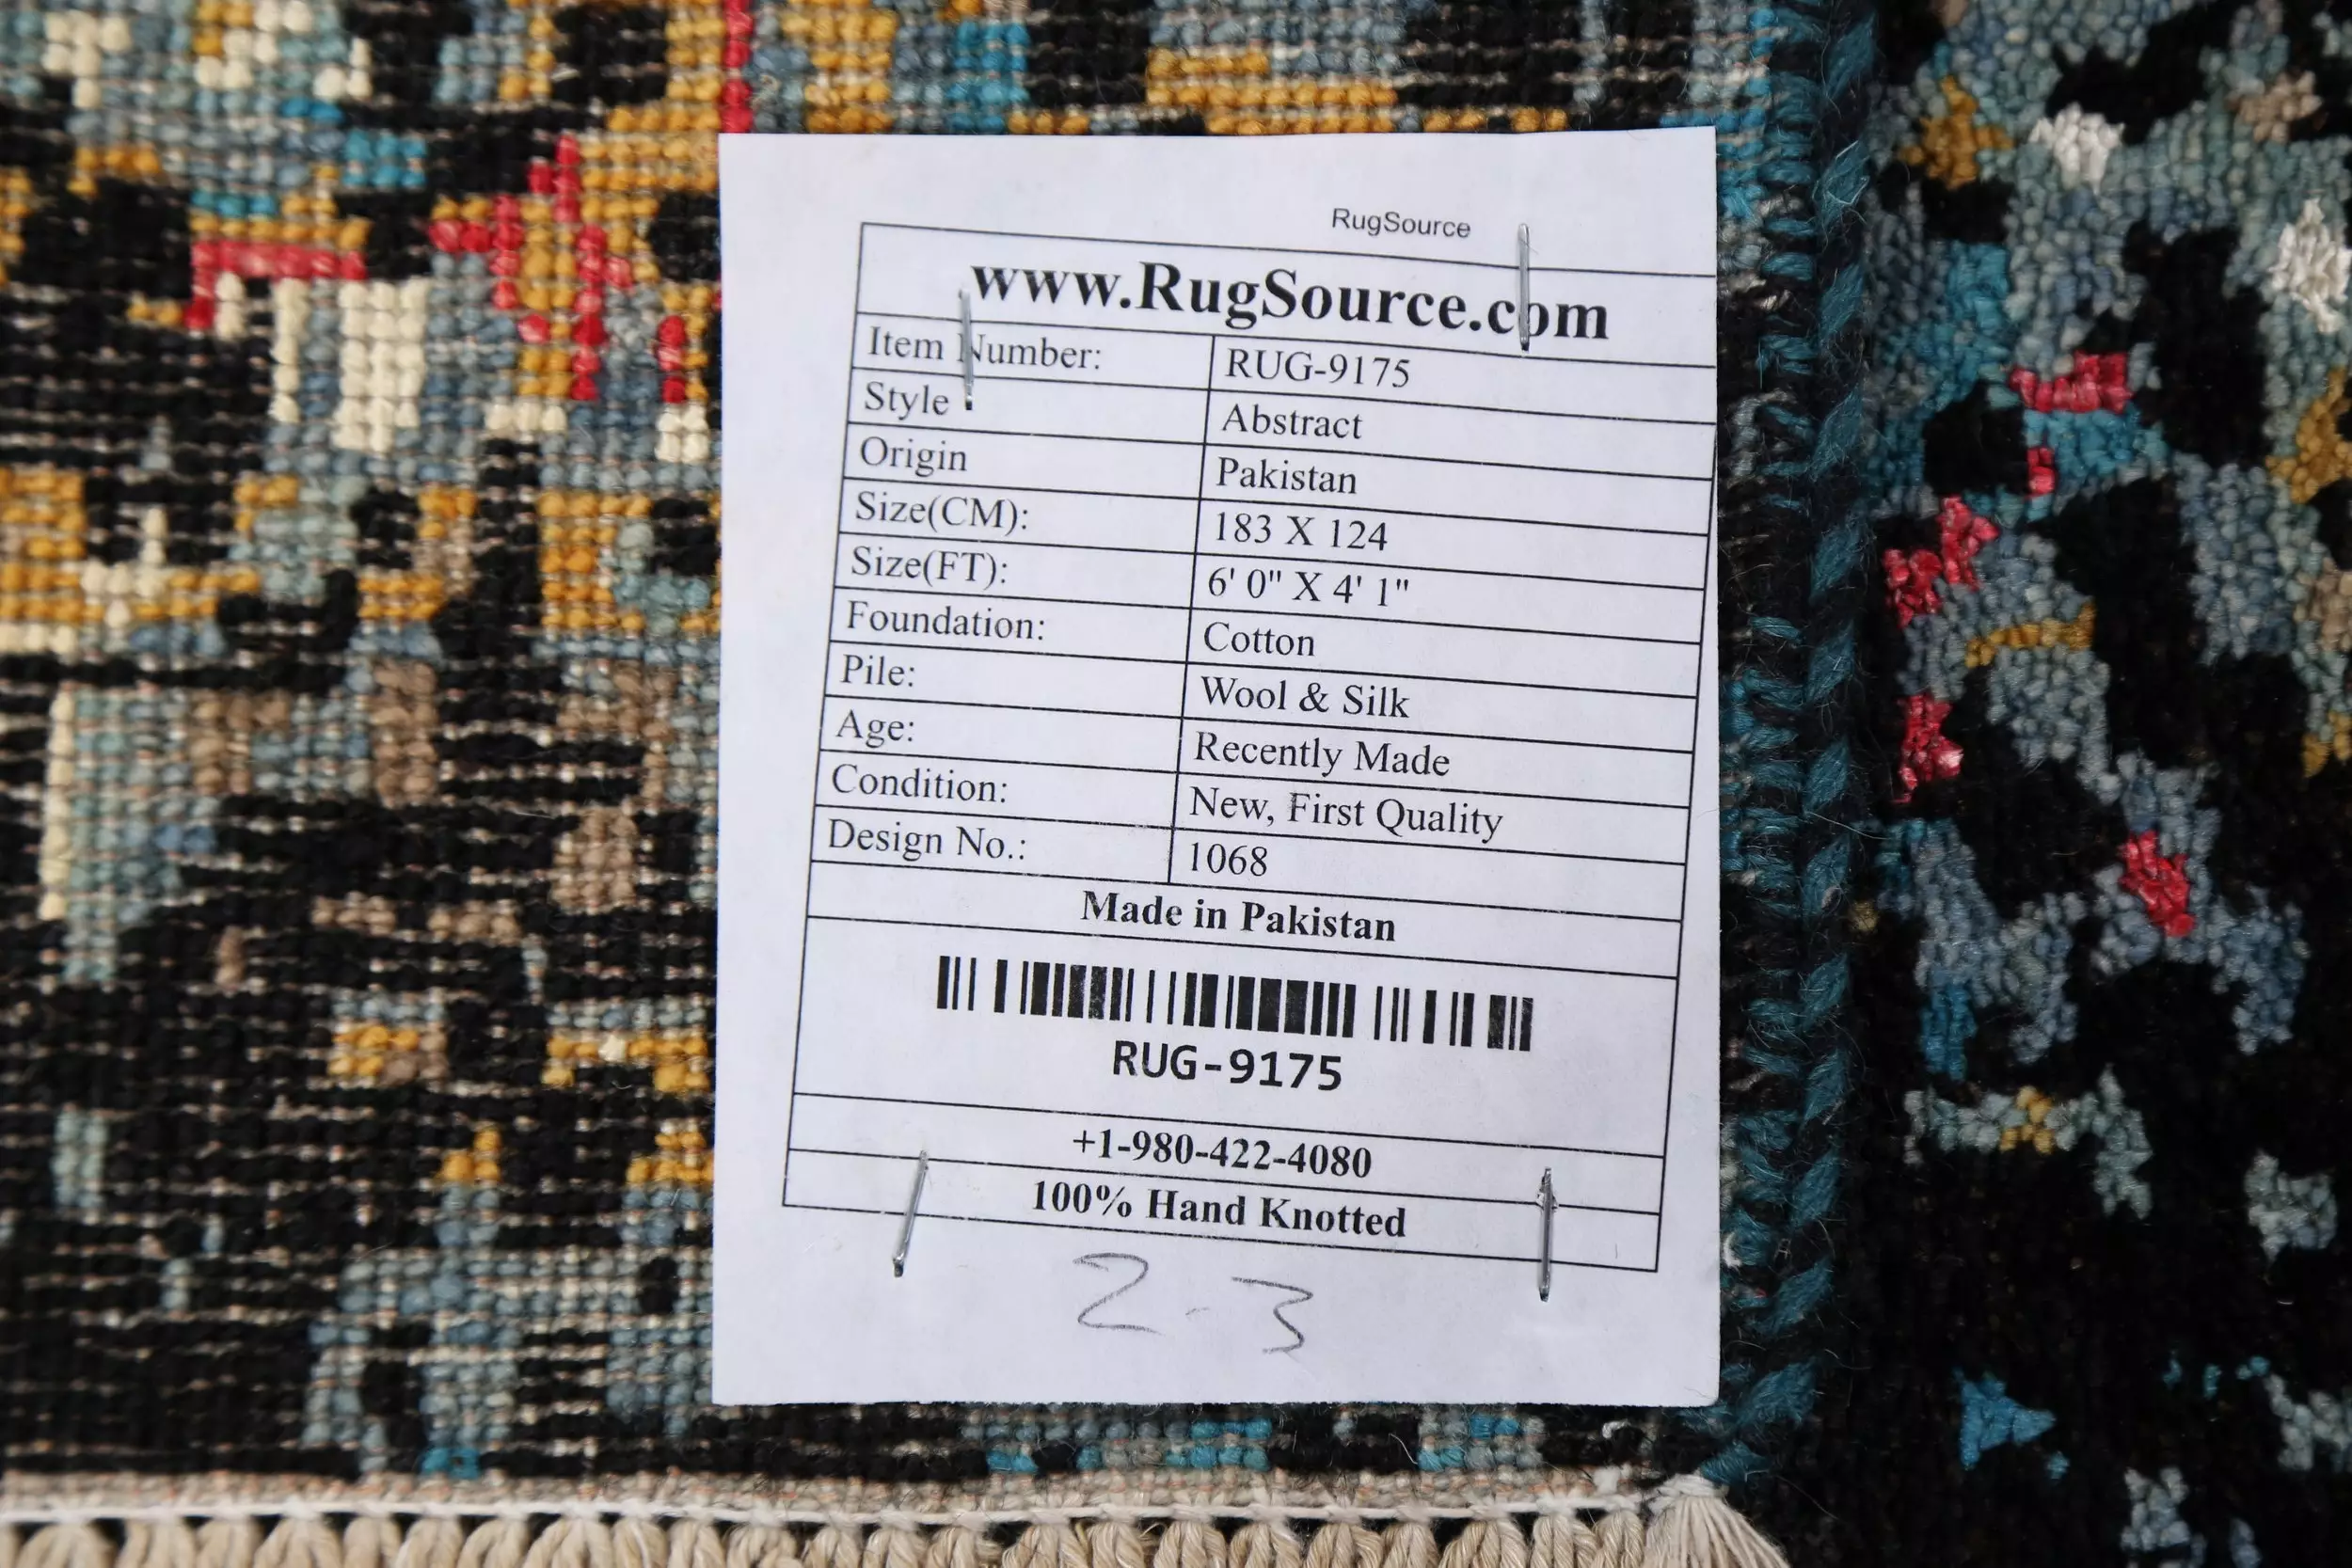 RugSource
www.RugSource.com
Item Number: RUG-9175
Style Abstract
Origin Pakistan
Size(CM): 183 X 124
Size(FT): 6' 0" X 4' 1"
Foundation: Cotton
Pile: Wool & Silk
Age: Recently Made
Condition: New, First Quality
Design No.: 1068
Made in Pakistan
RUG-9175
+1-980-422-4080
100% Hand Knotted
2-3